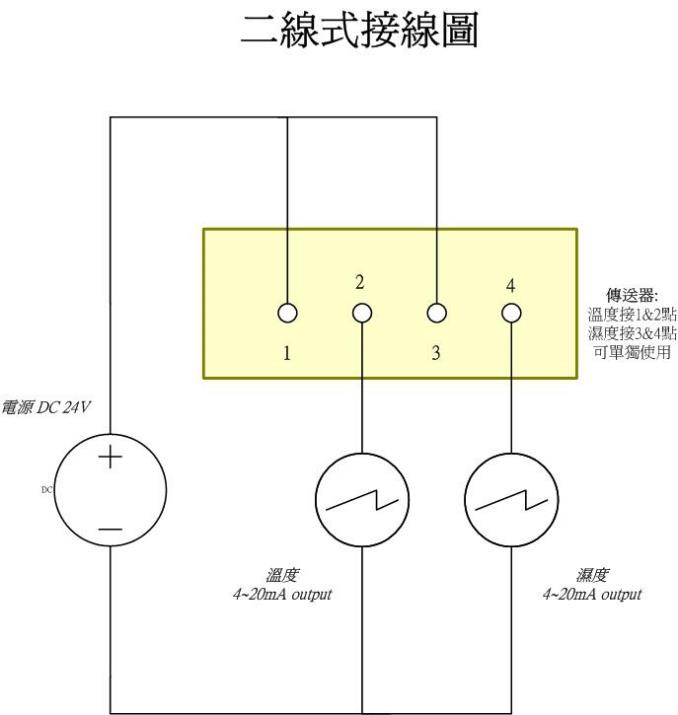 二線式接線圖
2
4
1
3
傳送器:
溫度接1&2點
濕度接3&4點
可單獨使用
電源 DC 24V
DC
溫度
4~20mA output
濕度
4~20mA output